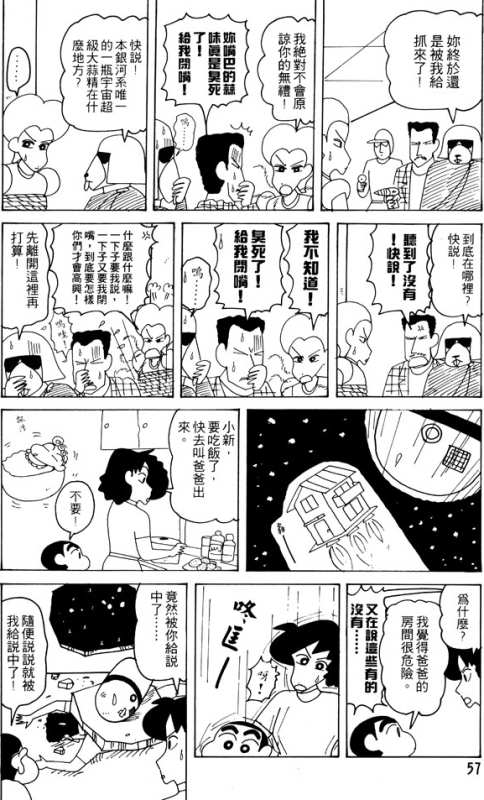 妳終於還
是被我給
抓來了！
快說！
本銀河系唯一
的一瓶宇宙超
級大蒜精在什
麼地方？
我絕對不會原
諒你的無禮！
妳嘴巴的蒜
味眞是臭死
了！
給我閉嘴！
到底在哪裡？
快說！
聽到了沒有
！快說！
我不知道！
臭死了！
給我閉嘴！
什麼跟什麼嘛！
一下子要我說，
一下子又要我閉
嘴，到底要怎樣
你們才會高興！
先離開這裡再
打算！
小新，
要吃飯了，
快去叫爸爸出
來。
不要！
爲什麼？
我覺得爸爸的
房間很危險。
又在說這些有的
沒有……
咚
匡
竟然被你給說
中了……
隨便說說就被
我給說中了！
57